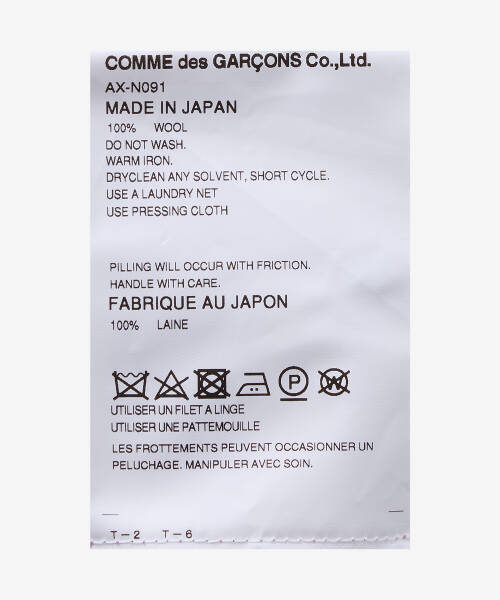 COMME des GARÇONS Co.,Ltd.
AX-N091
MADE IN JAPAN
100% WOOL
DO NOT WASH.
WARM IRON.
DRYCLEAN ANY SOLVENT, SHORT CYCLE.
USE A LAUNDRY NET
USE PRESSING CLOTH
PILLING WILL OCCUR WITH FRICTION.
HANDLE WITH CARE.
FABRIQUE AU JAPON
100% LAINE
P W
UTILISER UN FILET A LINGE
UTILISER UNE PATTEMOUILLE
LES FROTTEMENTS PEUVENT OCCASIONNER UN
PELUCHAGE. MANIPULER AVEC SOIN.
T-2 T-6